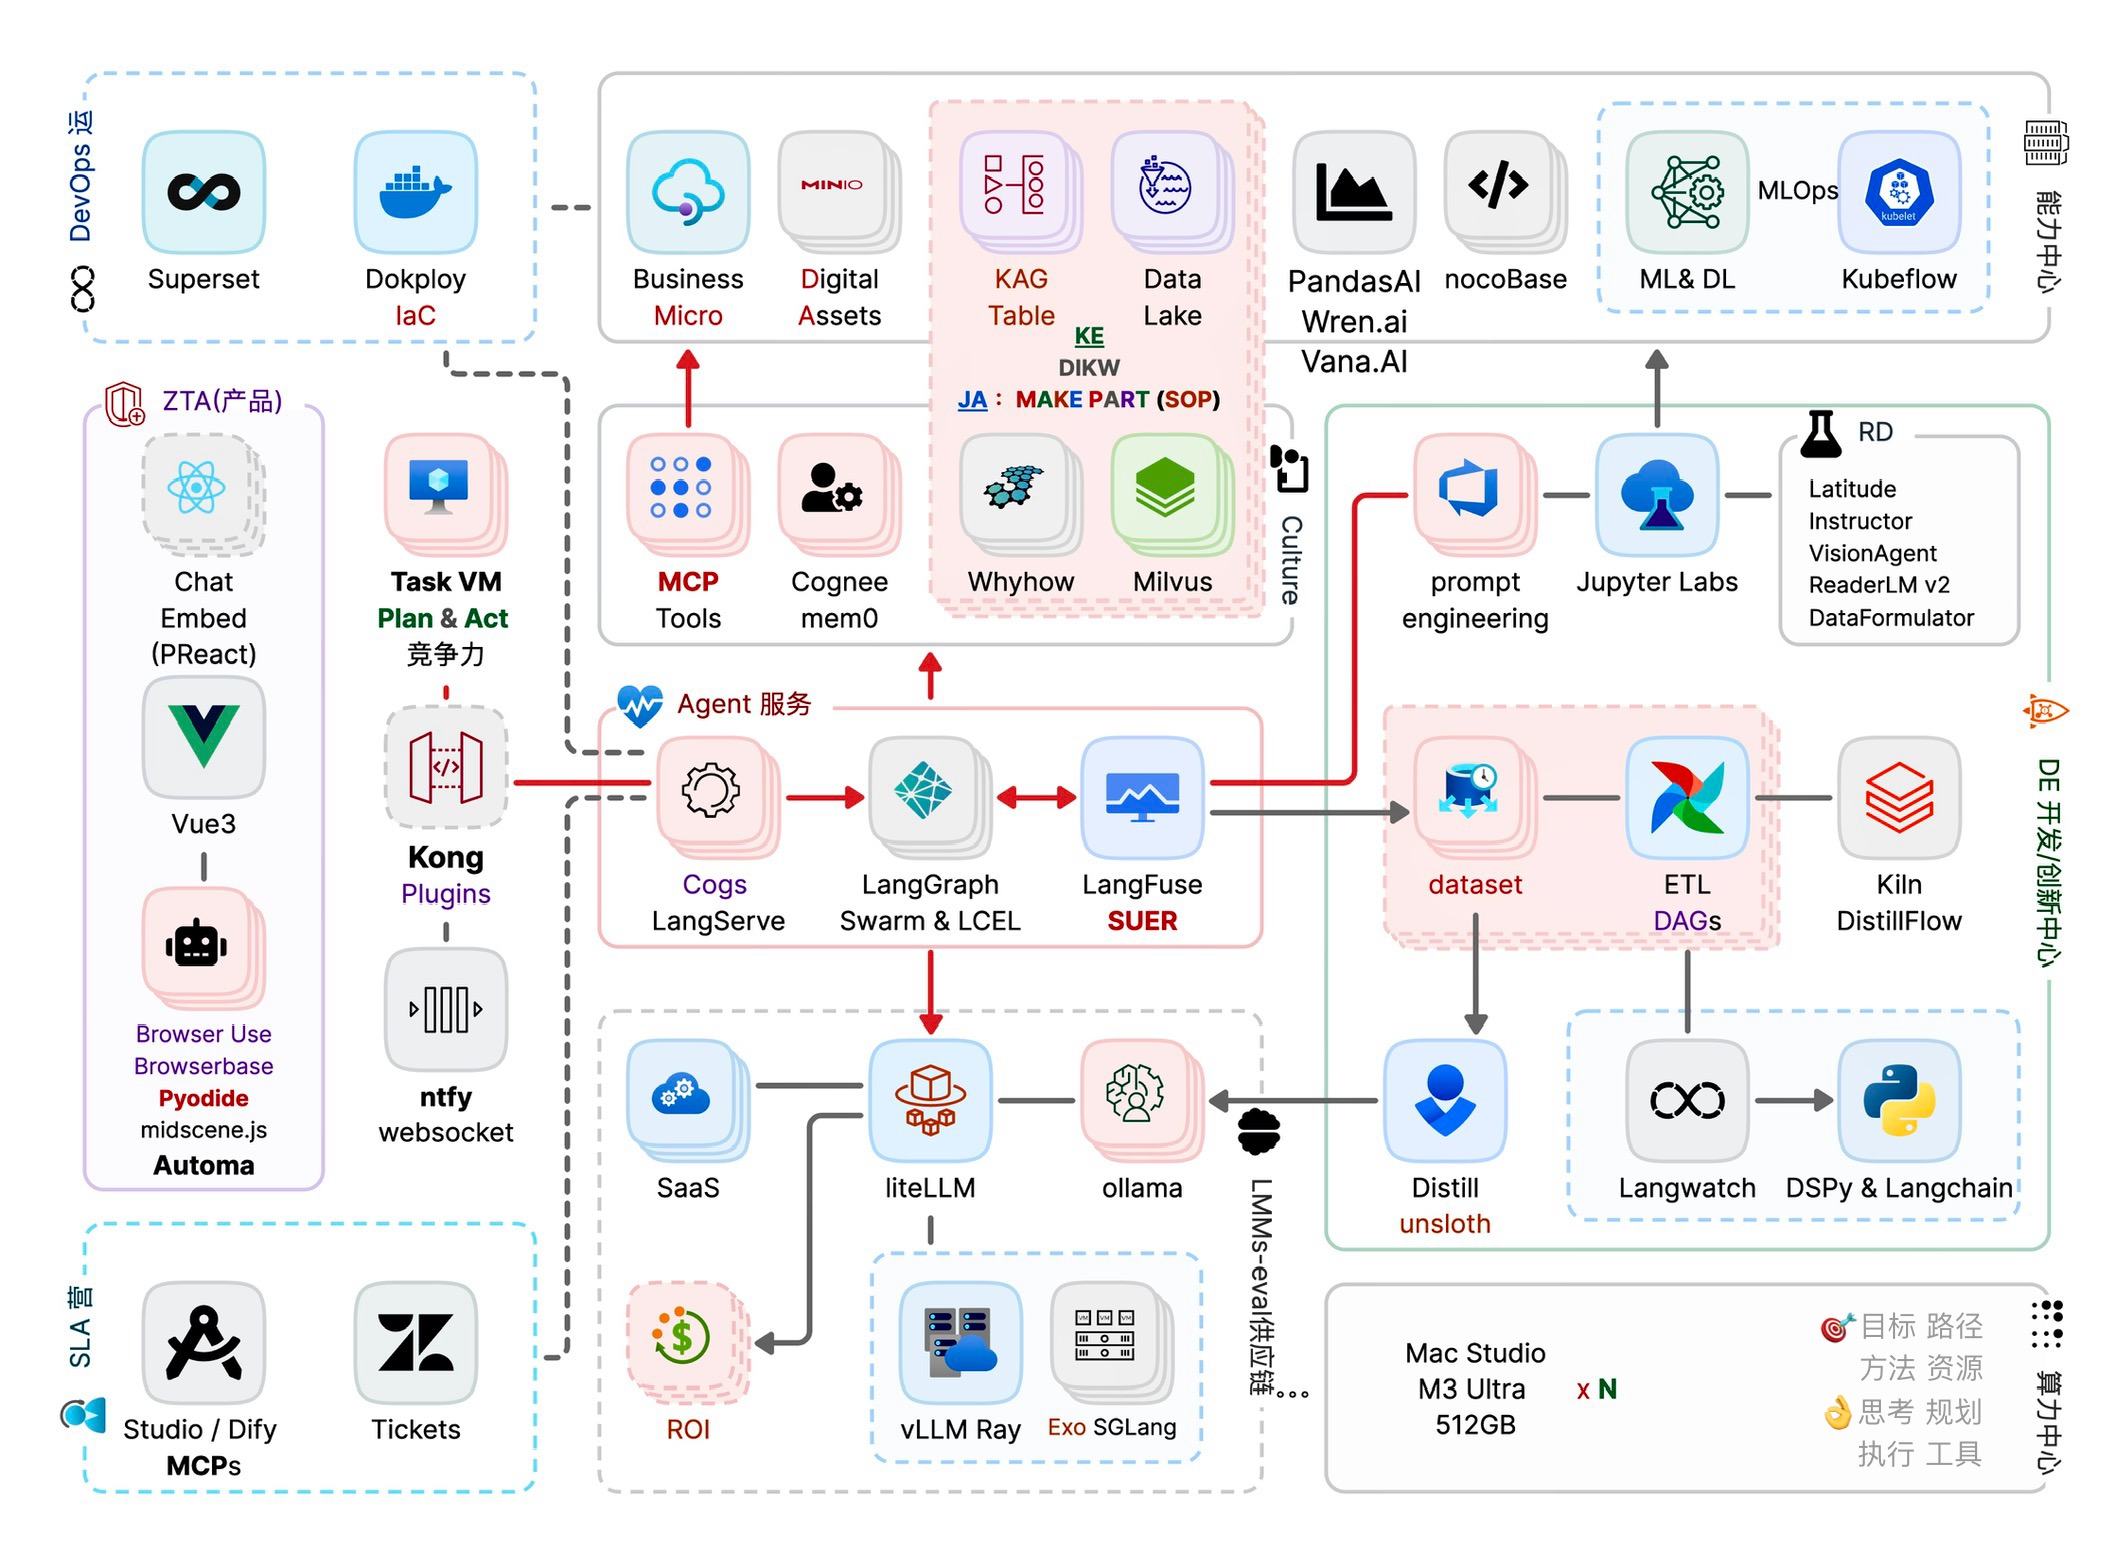 DevOps 运
Superset
Dokploy
IaC
Business
Micro
MINIO
Digital
Assets
KAG
Table
Data
Lake
KE
DIKW
JA： MAKE PART (SOP)
Whyhow
Milvus
PandasAI
Wren.ai
Vana.AI
nocoBase
ML& DL
MLOps
kubelet
Kubeflow
能力中心
ZTA(产品)
Chat
Embed
(PReact)
Vue3
Browser Use
Browserbase
Pyodide
midscene.js
Automa
Task VM
Plan & Act
竞争力
Kong
Plugins
ntfy
websocket
MCP
Tools
Cognee
mem0
Culture
prompt
engineering
Jupyter Labs
RD
Latitude
Instructor
VisionAgent
ReaderLM v2
DataFormulator
Agent 服务
Cogs
LangServe
LangGraph
Swarm & LCEL
LangFuse
SUER
dataset
ETL
DAGs
Kiln
DistillFlow
DE 开发/创新中心
SaaS
liteLLM
ollama
Distill
unsloth
Langwatch
DSPy & Langchain
LMMs-eval供应链...
SLA 营
Studio / Dify
MCPs
Tickets
ROI
vLLM Ray
VM VM VM
Exo SGLang
Mac Studio
M3 Ultra
512GB
x N
🎯目标 路径
方法 资源
👌思考 规划
执行 工具
算力中心